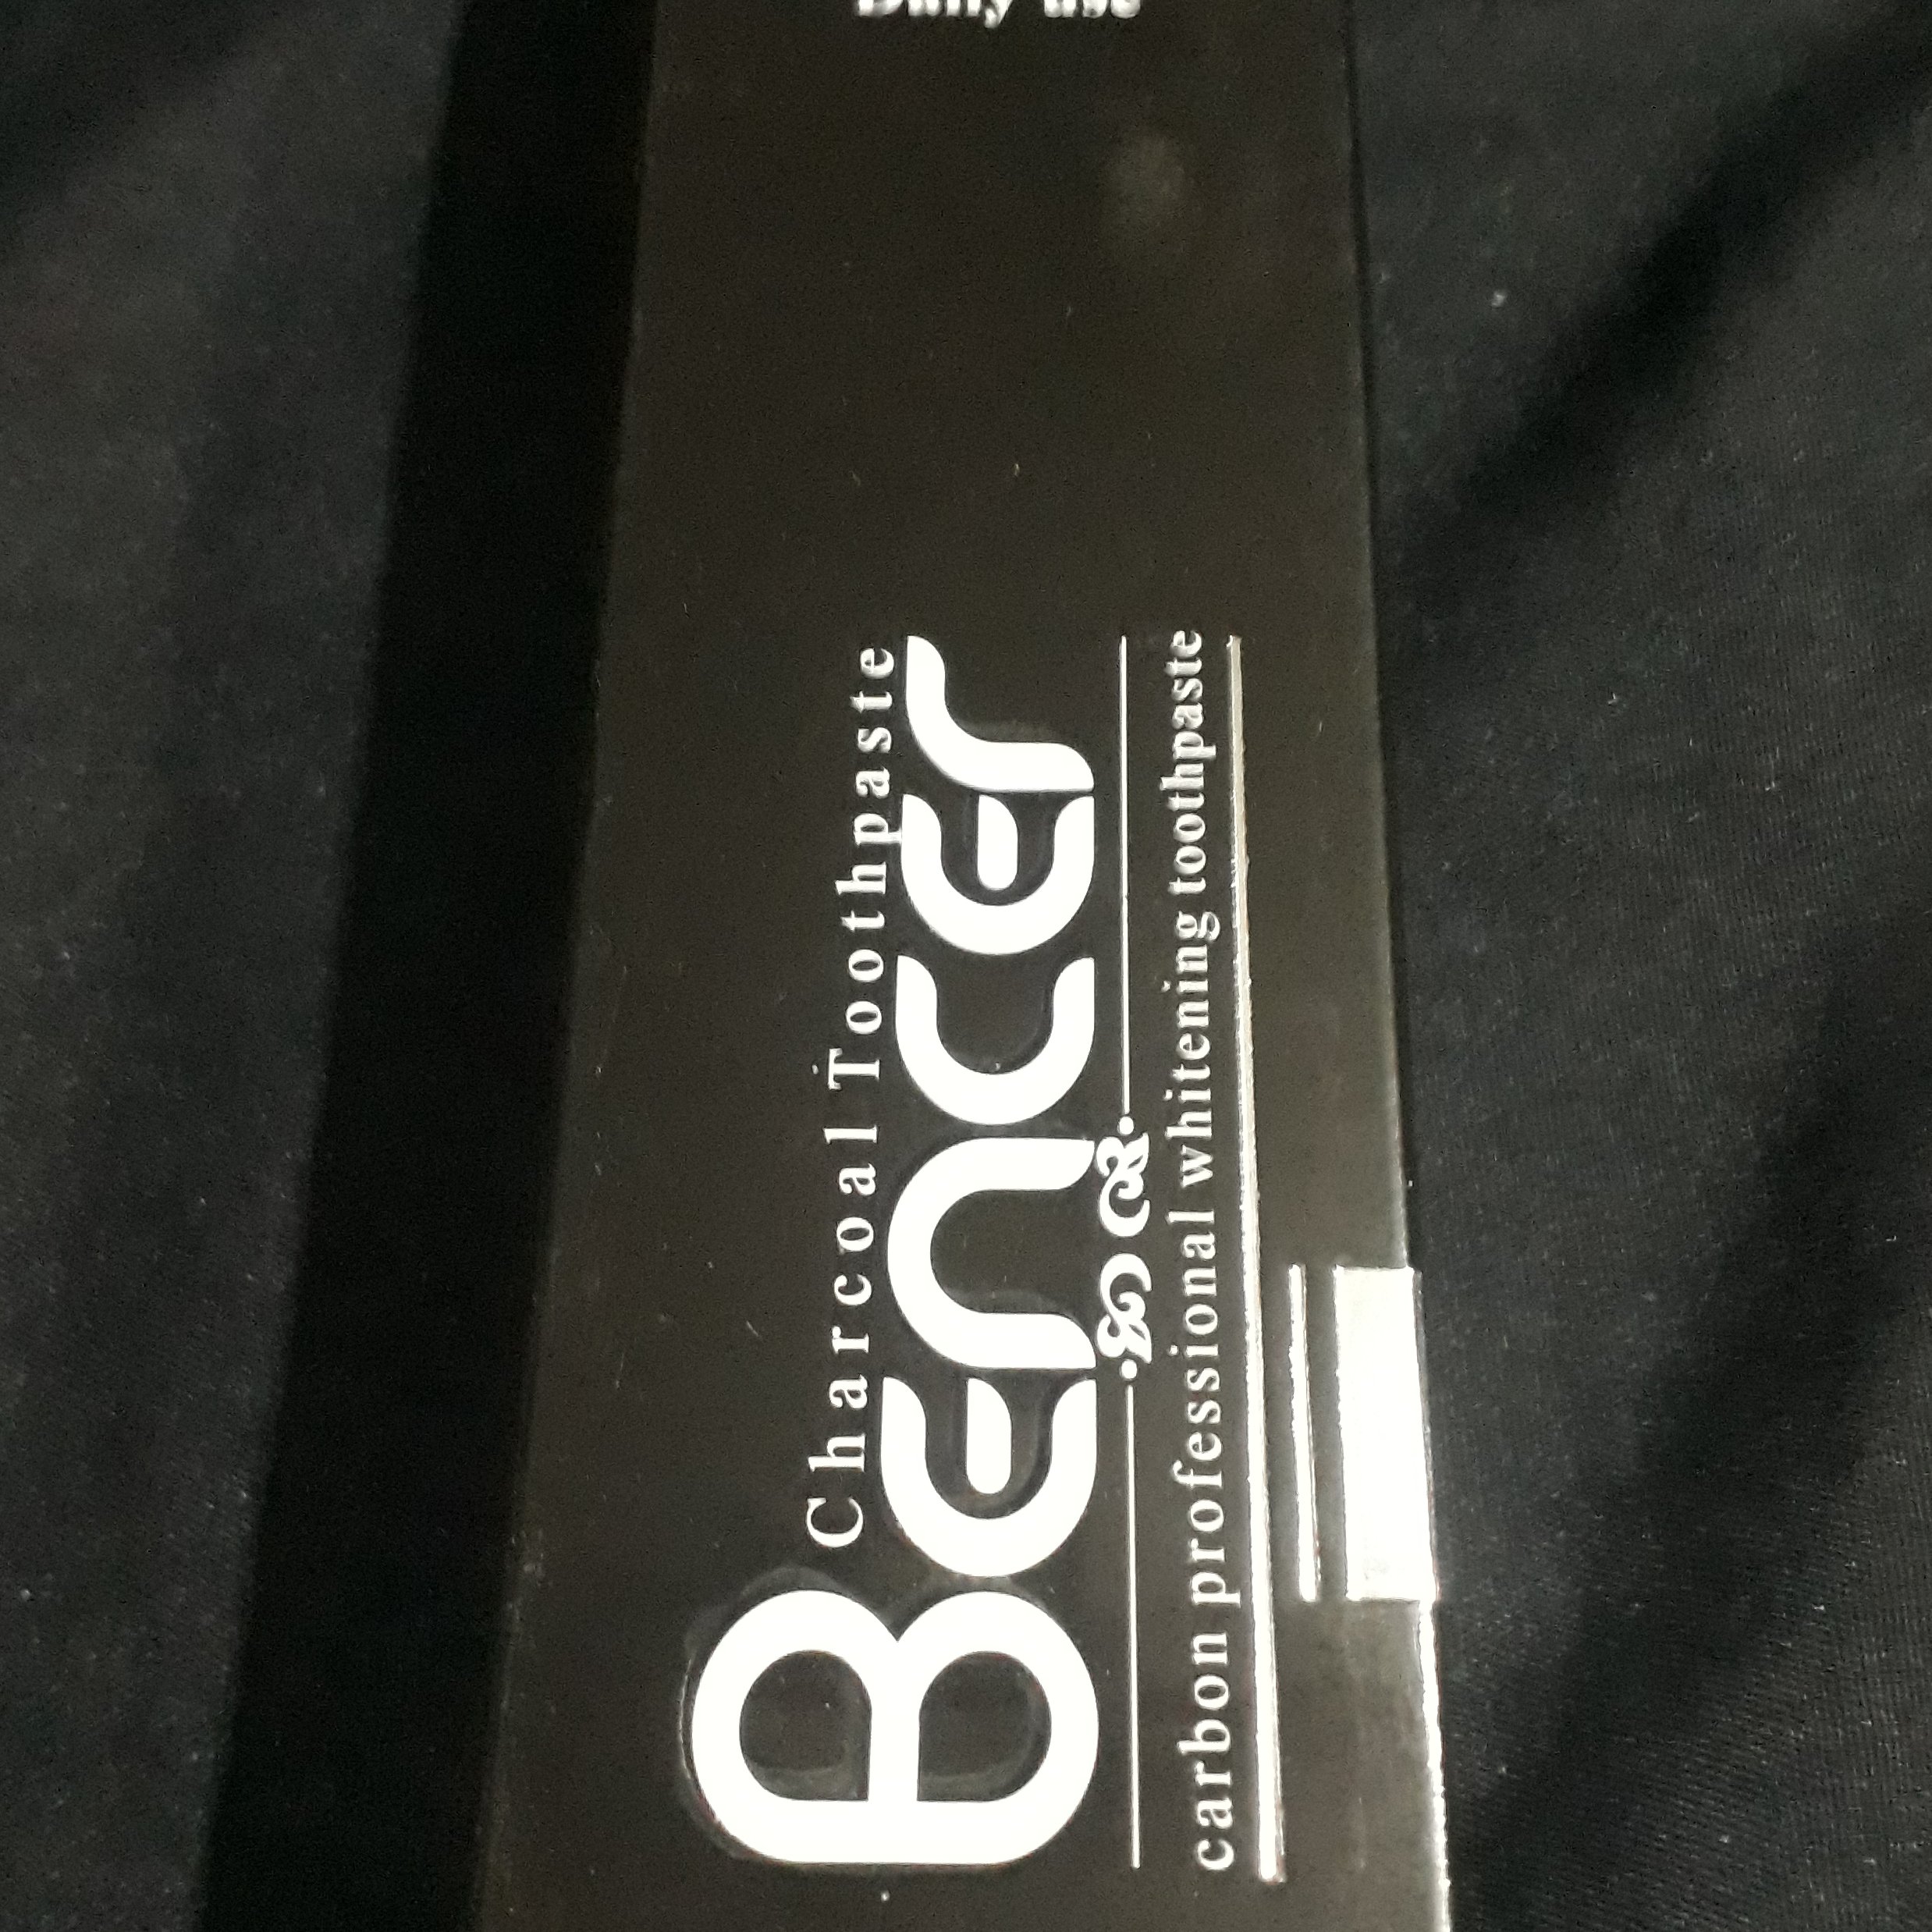 Charcoal Toothpaste
Bencer
carbon professional whitening toothpaste
Daily use